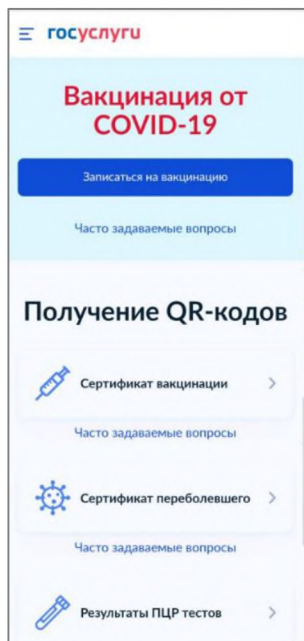 госуслуги
Вакцинация от
COVID-19
Записаться на вакцинацию
Часто задаваемые вопросы
Получение QR-кодов
Сертификат вакцинации
Часто задаваемые вопросы
Сертификат переболевшего
Часто задаваемые вопросы
Результаты ПЦР тестов